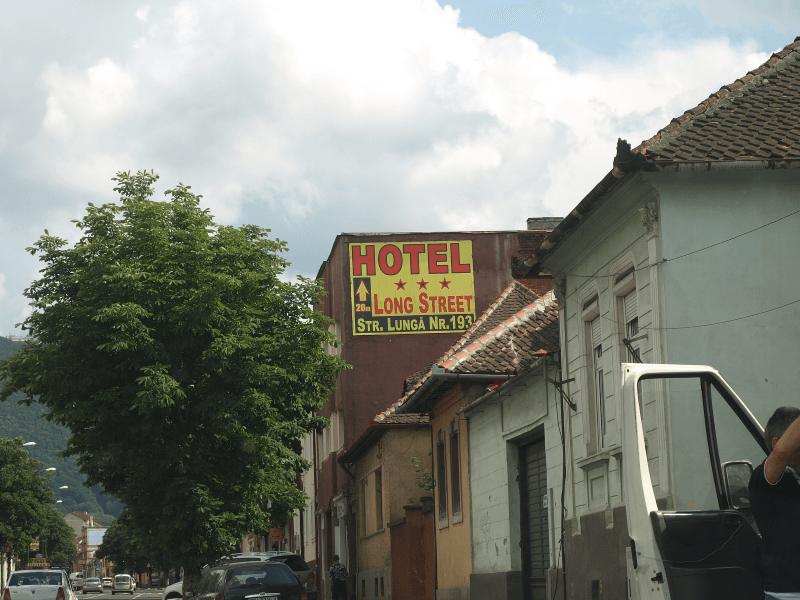 HOTEL
20m
LONG STREET
STR. LUNGĂ NR.193